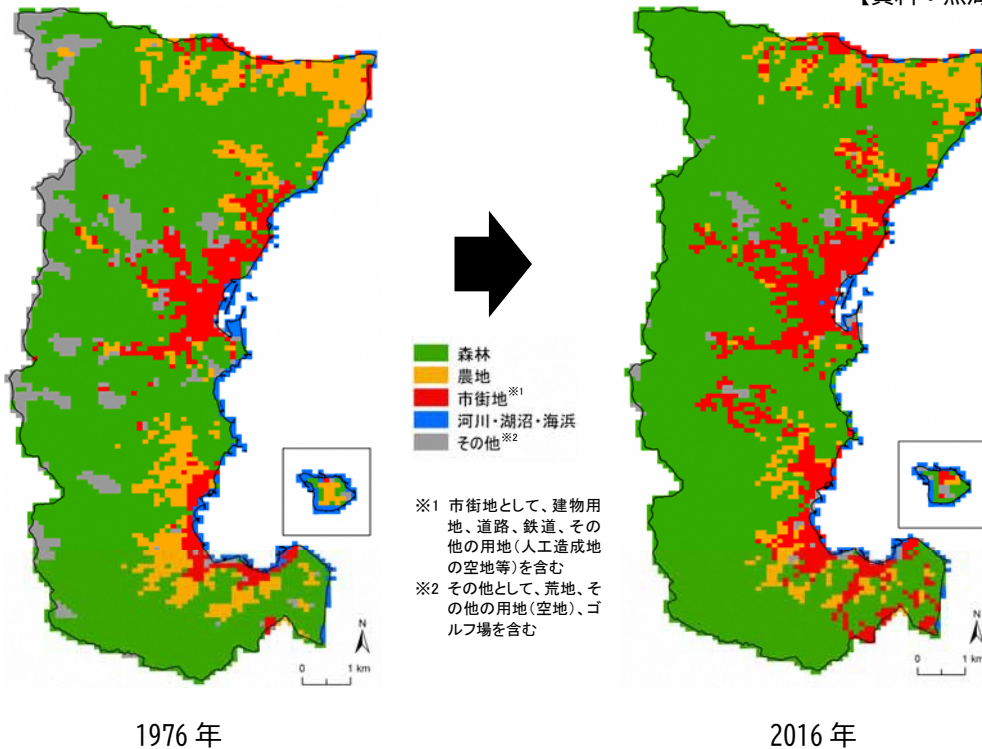 森林
農地
市街地※1
河川・湖沼・海浜
その他※2
※1 市街地として、建物用
地、道路、鉄道、その
他の用地(人工造成地
の空地等)を含む
※2 その他として、荒地、そ
の他の用地(空地)、ゴ
ルフ場を含む
N
0 1 km
N
0 1 km
1976 年
2016 年